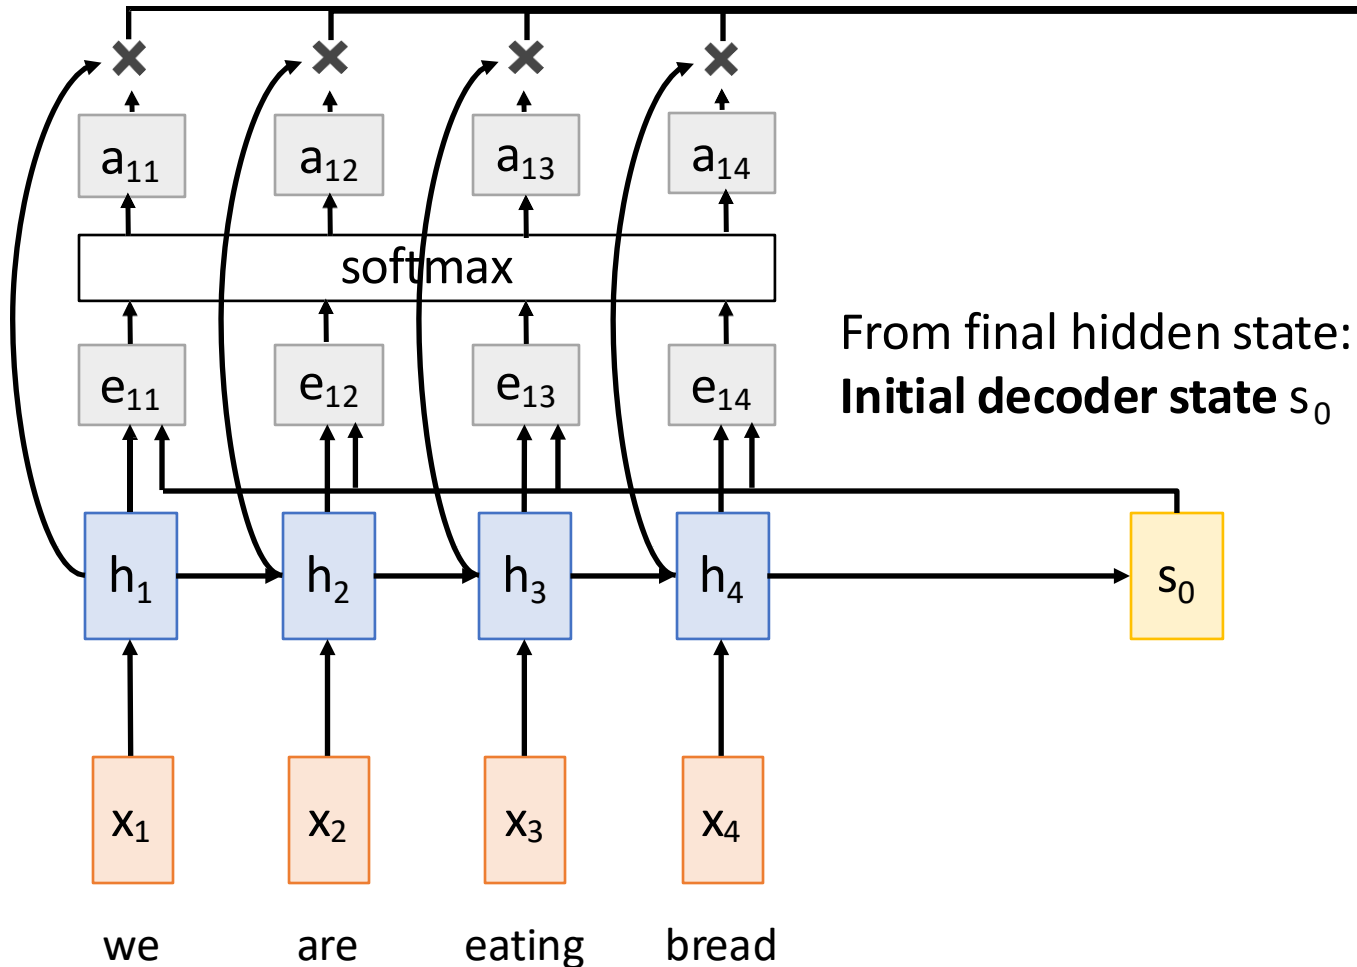 a₁₁ a₁₂ a₁₃ a₁₄
softmax
e₁₁ e₁₂ e₁₃ e₁₄
From final hidden state:
Initial decoder state s₀
h₁ h₂ h₃ h₄ s₀
x₁ x₂ x₃ x₄
we are eating bread